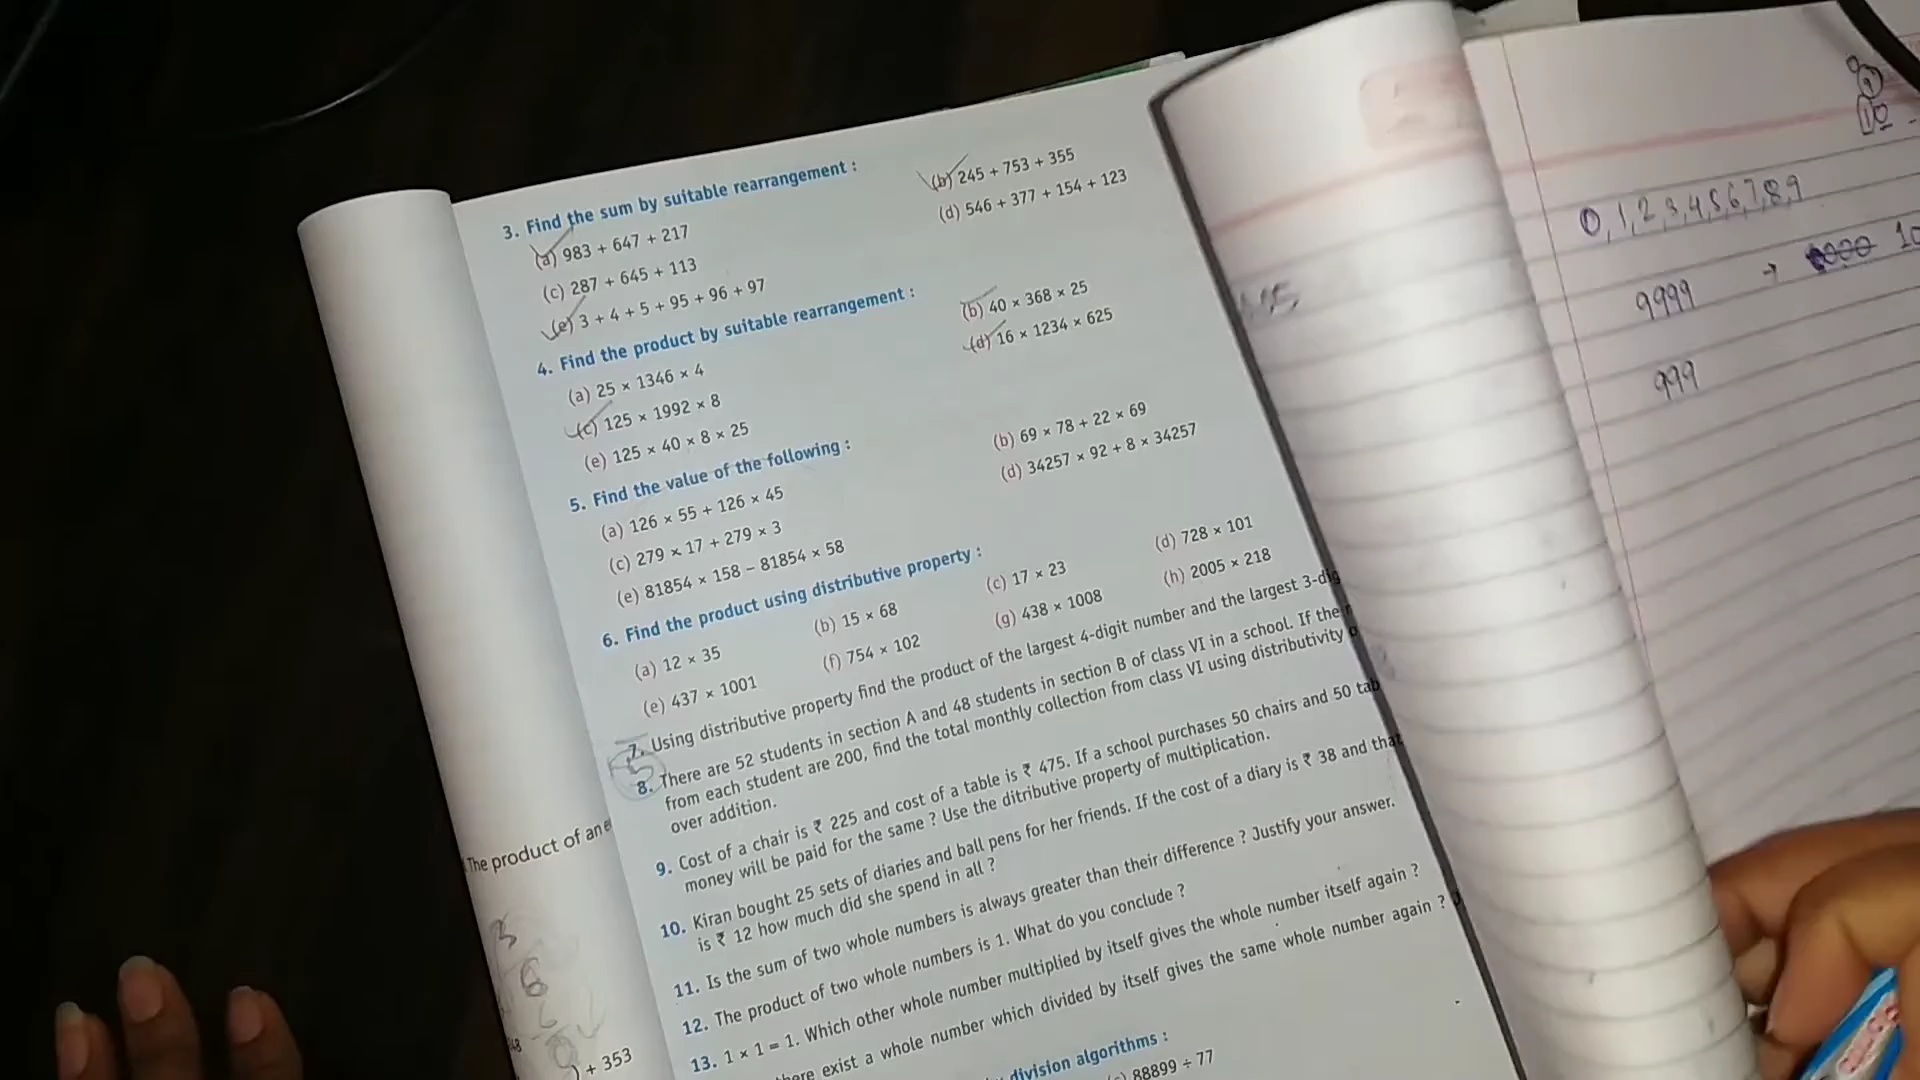 3. Find the sum by suitable rearrangement :
(a) 983 + 647 + 217
(b) 245 + 753 + 355
(c) 287 + 645 + 113
(d) 546 + 377 + 154 + 123
(e) 3 + 4 + 5 + 95 + 96 + 97
4. Find the product by suitable rearrangement :
(a) 25 × 1346 × 4
(b) 40 × 368 × 25
(c) 125 × 1992 × 8
(d) 16 × 1234 × 625
(e) 125 × 40 × 8 × 25
5. Find the value of the following :
(a) 126 × 55 + 126 × 45
(b) 69 × 78 + 22 × 69
(c) 279 × 17 + 279 × 3
(d) 34257 × 92 + 8 × 34257
(e) 81854 × 158 – 81854 × 58
6. Find the product using distributive property :
(a) 12 × 35
(b) 15 × 68
(c) 17 × 23
(d) 728 × 101
(e) 437 × 1001
(f) 754 × 102
(g) 438 × 1008
(h) 2005 × 218
7. Using distributive property find the product of the largest 4-digit number and the largest 3-dig
8. There are 52 students in section A and 48 students in section B of class VI in a school. If the
from each student are 200, find the total monthly collection from class VI using distributivity
over addition.
9. Cost of a chair is ₹ 225 and cost of a table is ₹ 475. If a school purchases 50 chairs and 50 tab
money will be paid for the same ? Use the ditributive property of multiplication.
10. Kiran bought 25 sets of diaries and ball pens for her friends. If the cost of a diary is ₹ 38 and that
is ₹ 12 how much did she spend in all ?
11. Is the sum of two whole numbers is always greater than their difference ? Justify your answer.
12. The product of two whole numbers is 1. What do you conclude ?
13. 1 × 1 = 1. Which other whole number multiplied by itself gives the whole number itself again ?
here exist a whole number which divided by itself gives the same whole number again ?
division algorithms :
88899 ÷ 77
The product of an
3
6
) + 353
0, 1, 2, 3, 4, 5, 6, 7, 8, 9
9999 → 10
999